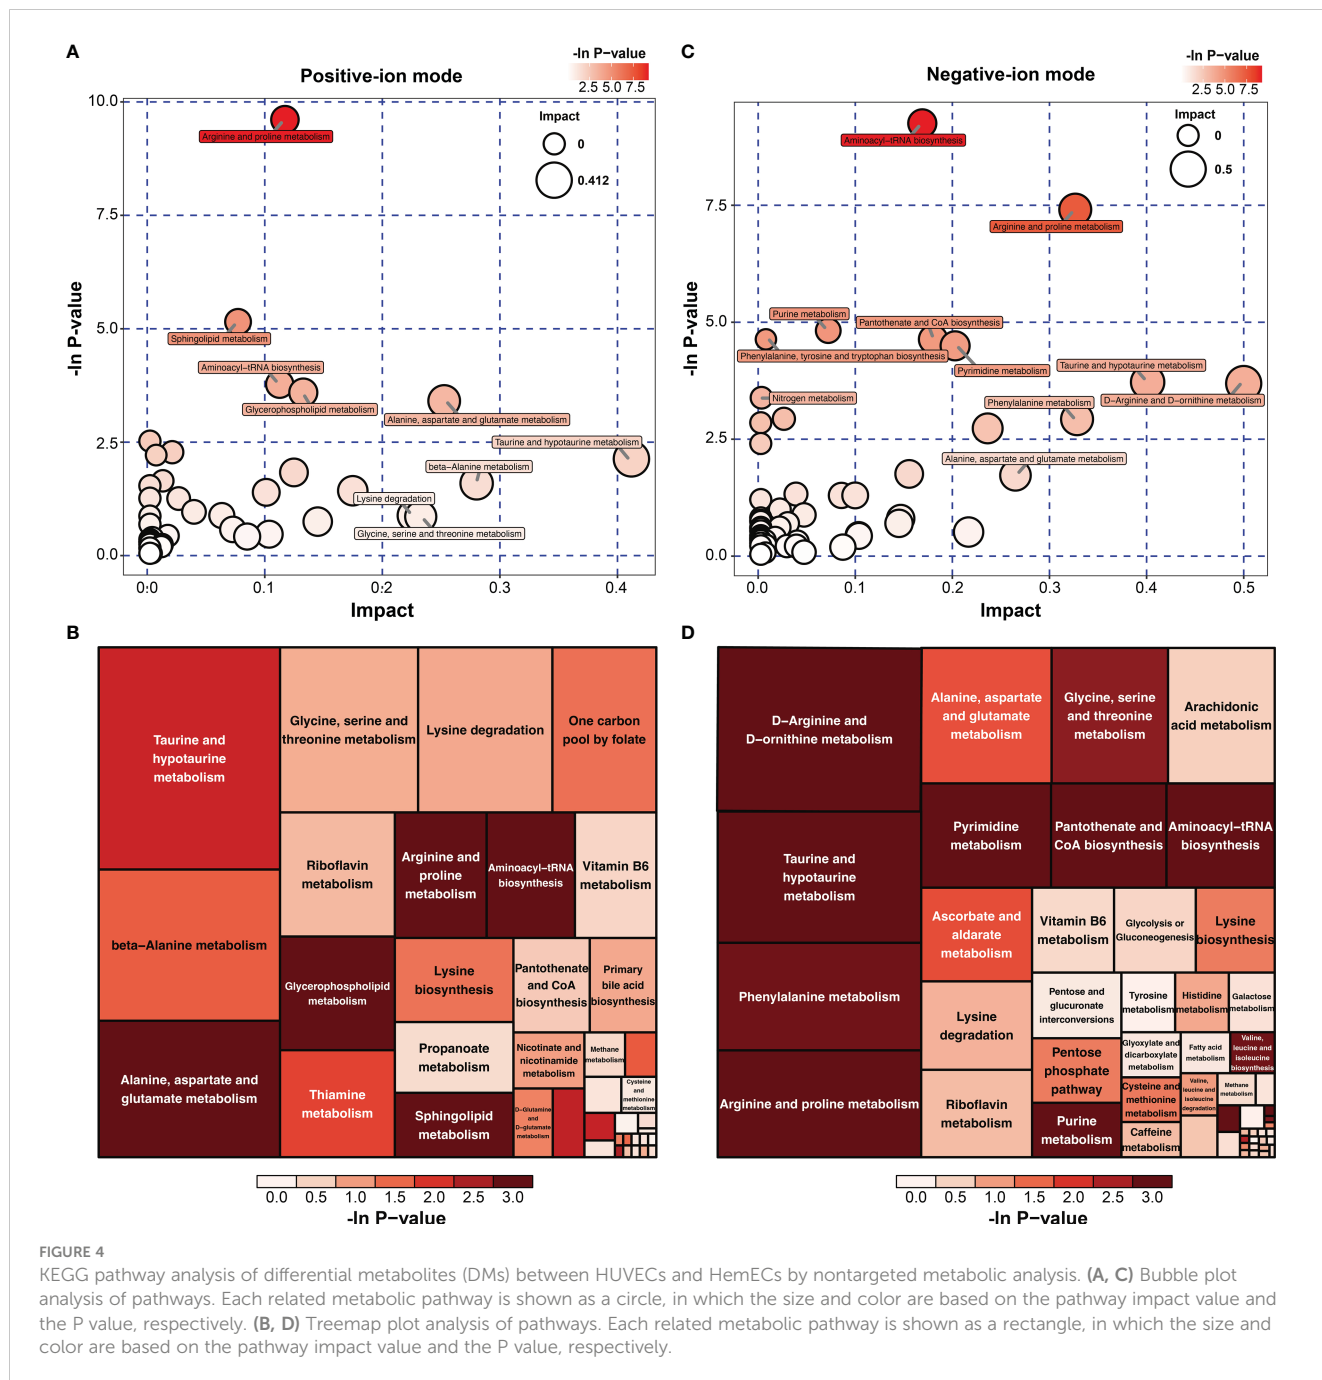 A
Positive-ion mode
-ln P-value
2.5 5.0 7.5
Impact
0
0.412
10.0
7.5
5.0
2.5
0.0
-ln P-value
Arginine and proline metabolism
Sphingolipid metabolism
Aminoacyl-tRNA biosynthesis
Glycerophospholipid metabolism
Alanine, aspartate and glutamate metabolism
Taurine and hypotaurine metabolism
beta-Alanine metabolism
Lysine degradation
Glycine, serine and threonine metabolism
0.0 0.1 0.2 0.3 0.4
Impact
C
Negative-ion mode
-ln P-value
2.5 5.0 7.5
Impact
0
0.5
7.5
5.0
2.5
0.0
-ln P-value
Aminoacyl-tRNA biosynthesis
Arginine and proline metabolism
Purine metabolism
Pantothenate and CoA biosynthesis
Phenylalanine, tyrosine and tryptophan biosynthesis
Pyrimidine metabolism
Taurine and hypotaurine metabolism
Nitrogen metabolism
Phenylalanine metabolism
D-Arginine and D-ornithine metabolism
Alanine, aspartate and glutamate metabolism
0.0 0.1 0.2 0.3 0.4 0.5
Impact
B
Taurine and
hypotaurine
metabolism
beta-Alanine metabolism
Alanine, aspartate and
glutamate metabolism
Glycine, serine and
threonine metabolism
Lysine degradation
One carbon
pool by folate
Riboflavin
metabolism
Arginine and
proline
metabolism
Aminoacyl-tRNA
biosynthesis
Vitamin B6
metabolism
Glycerophospholipid
metabolism
Lysine
biosynthesis
Pantothenate
and CoA
biosynthesis
Primary
bile acid
biosynthesis
Thiamine
metabolism
Propanoate
metabolism
Sphingolipid
metabolism
Nicotinate and
nicotinamide
metabolism
Methane
metabolism
D-Glutamine
and
D-glutamate
metabolism
Cysteine
and
methionine
metabolism
0.0 0.5 1.0 1.5 2.0 2.5 3.0
-ln P-value
D
D-Arginine and
D-ornithine metabolism
Taurine and
hypotaurine
metabolism
Phenylalanine metabolism
Arginine and proline metabolism
Alanine, aspartate
and glutamate
metabolism
Glycine, serine
and threonine
metabolism
Arachidonic
acid metabolism
Pyrimidine
metabolism
Pantothenate and
CoA biosynthesis
Aminoacyl-tRNA
biosynthesis
Ascorbate and
aldarate
metabolism
Vitamin B6
metabolism
Glycolysis or
Gluconeogenesis
Lysine
biosynthesis
Lysine
degradation
Riboflavin
metabolism
Pentose and
glucuronate
interconversions
Tyrosine
metabolism
Histidine
metabolism
Galactose
metabolism
Pentose
phosphate
pathway
Glyoxylate and
dicarboxylate
metabolism
Fatty acid
metabolism
Valine,
leucine and
isoleucine
biosynthesis
Purine
metabolism
Cysteine and
methionine
metabolism
Valine,
leucine and
isoleucine
degradation
Methane
metabolism
Caffeine
metabolism
0.0 0.5 1.0 1.5 2.0 2.5 3.0
-ln P-value
FIGURE 4
KEGG pathway analysis of differential metabolites (DMs) between HUVECs and HemECs by nontargeted metabolic analysis. (A, C) Bubble plot
analysis of pathways. Each related metabolic pathway is shown as a circle, in which the size and color are based on the pathway impact value and
the P value, respectively. (B, D) Treemap plot analysis of pathways. Each related metabolic pathway is shown as a rectangle, in which the size and
color are based on the pathway impact value and the P value, respectively.